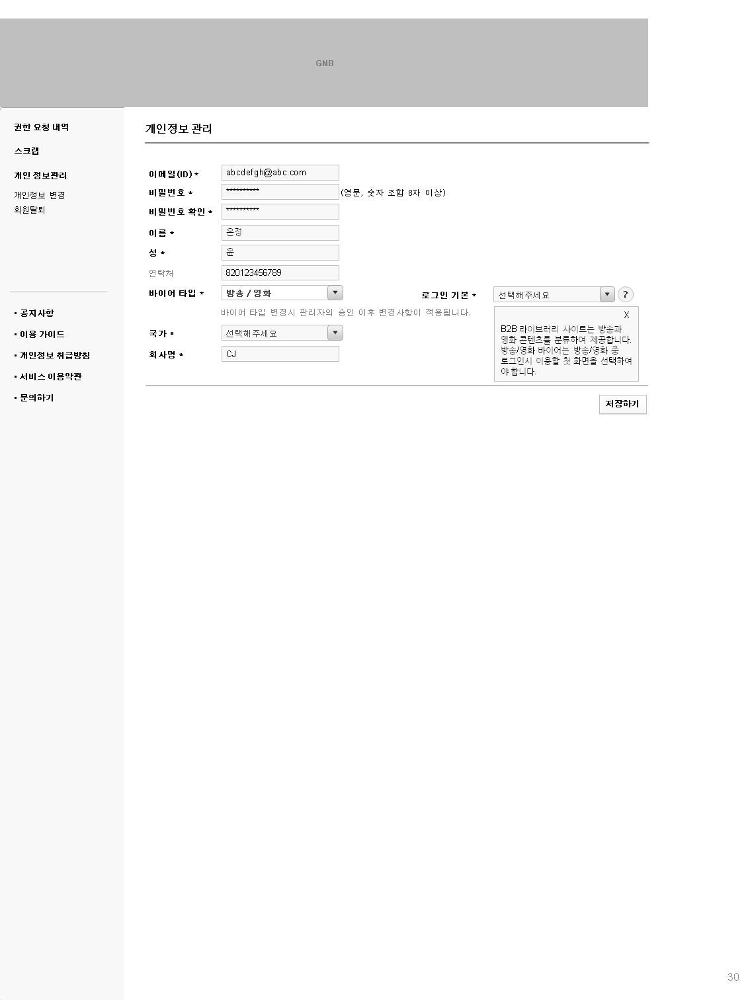 GNB
권한 요청 내역
스크랩
개인 정보관리
개인정보 변경
회원탈퇴
• 공지사항
• 이용 가이드
• 개인정보 취급방침
• 서비스 이용약관
• 문의하기
개인정보 관리
이메일(ID) * abcdefgh@abc.com
비밀번호 * ********** (영문, 숫자 조합 8자 이상)
비밀번호 확인 * **********
이름 * 은정
성 * 윤
연락처 820123456789
바이어 타입 * 방송 / 영화 ▼ 로그인 기본 * 선택해주세요 ▼ ?
바이어 타입 변경시 관리자의 승인 이후 변경사항이 적용됩니다.
X
B2B 라이브러리 사이트는 방송과
영화 콘텐츠를 분류하여 제공합니다.
방송/영화 바이어는 방송/영화 중
로그인시 이용할 첫 화면을 선택하여
야 합니다.
국가 * 선택해주세요 ▼
회사명 * CJ
저장하기
30